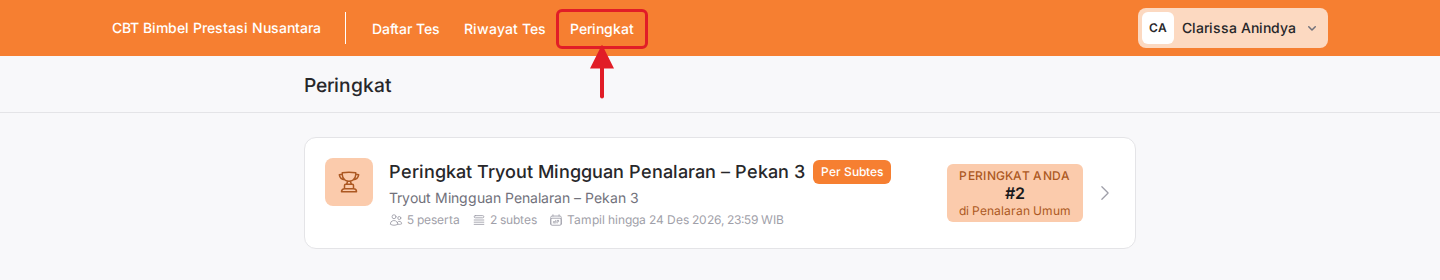 CBT Bimbel Prestasi Nusantara
Daftar Tes
Riwayat Tes
Peringkat
CA
Clarissa Anindya
Peringkat
Peringkat Tryout Mingguan Penalaran – Pekan 3
Per Subtes
Tryout Mingguan Penalaran – Pekan 3
5 peserta
2 subtes
Tampil hingga 24 Des 2026, 23:59 WIB
PERINGKAT ANDA
#2
di Penalaran Umum